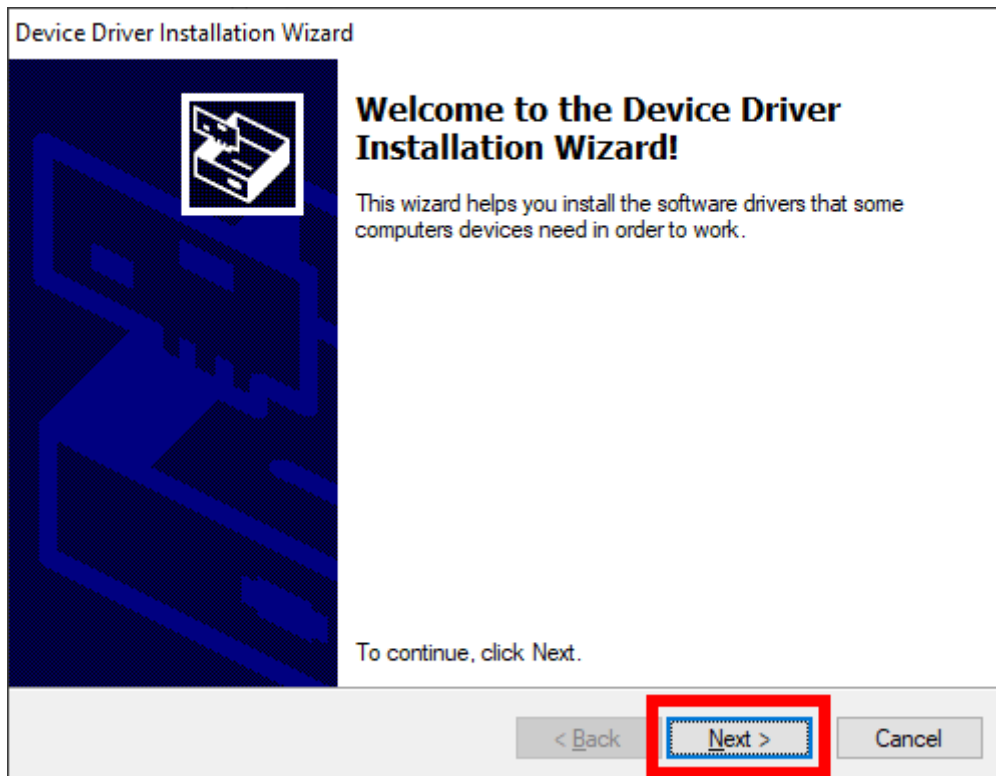 Device Driver Installation Wizard
Welcome to the Device Driver
Installation Wizard!
This wizard helps you install the software drivers that some
computers devices need in order to work.
To continue, click Next.
< Back
Next >
Cancel